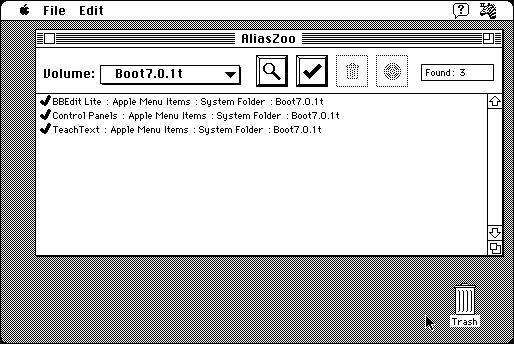 File Edit
AliasZoo
Volume: Boot7.0.1t Found: 3
BBEdit Lite : Apple Menu Items : System Folder : Boot7.0.1t
Control Panels : Apple Menu Items : System Folder : Boot7.0.1t
TeachText : Apple Menu Items : System Folder : Boot7.0.1t
Trash